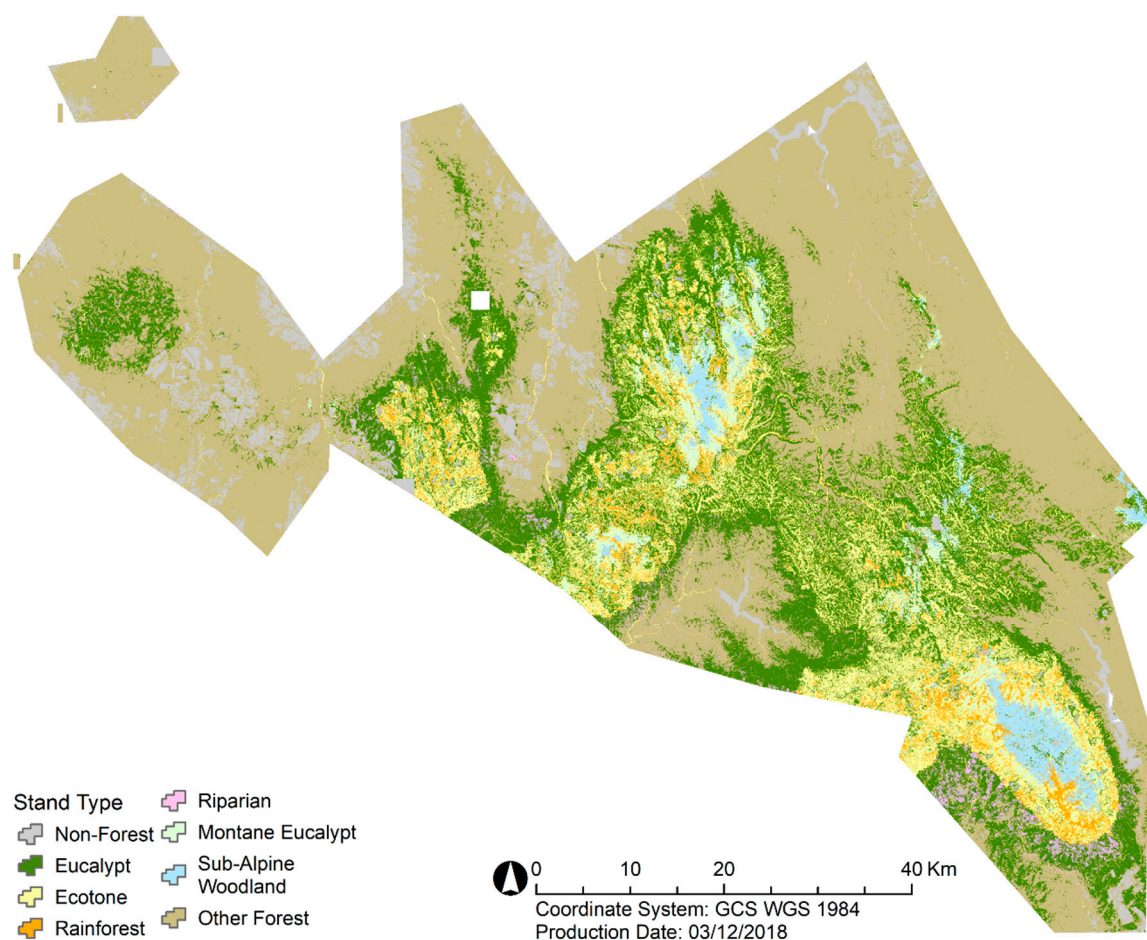 Stand Type
Non-Forest
Eucalypt
Ecotone
Rainforest
Riparian
Montane Eucalypt
Sub-Alpine
Woodland
Other Forest
0 10 20 40 Km
Coordinate System: GCS WGS 1984
Production Date: 03/12/2018